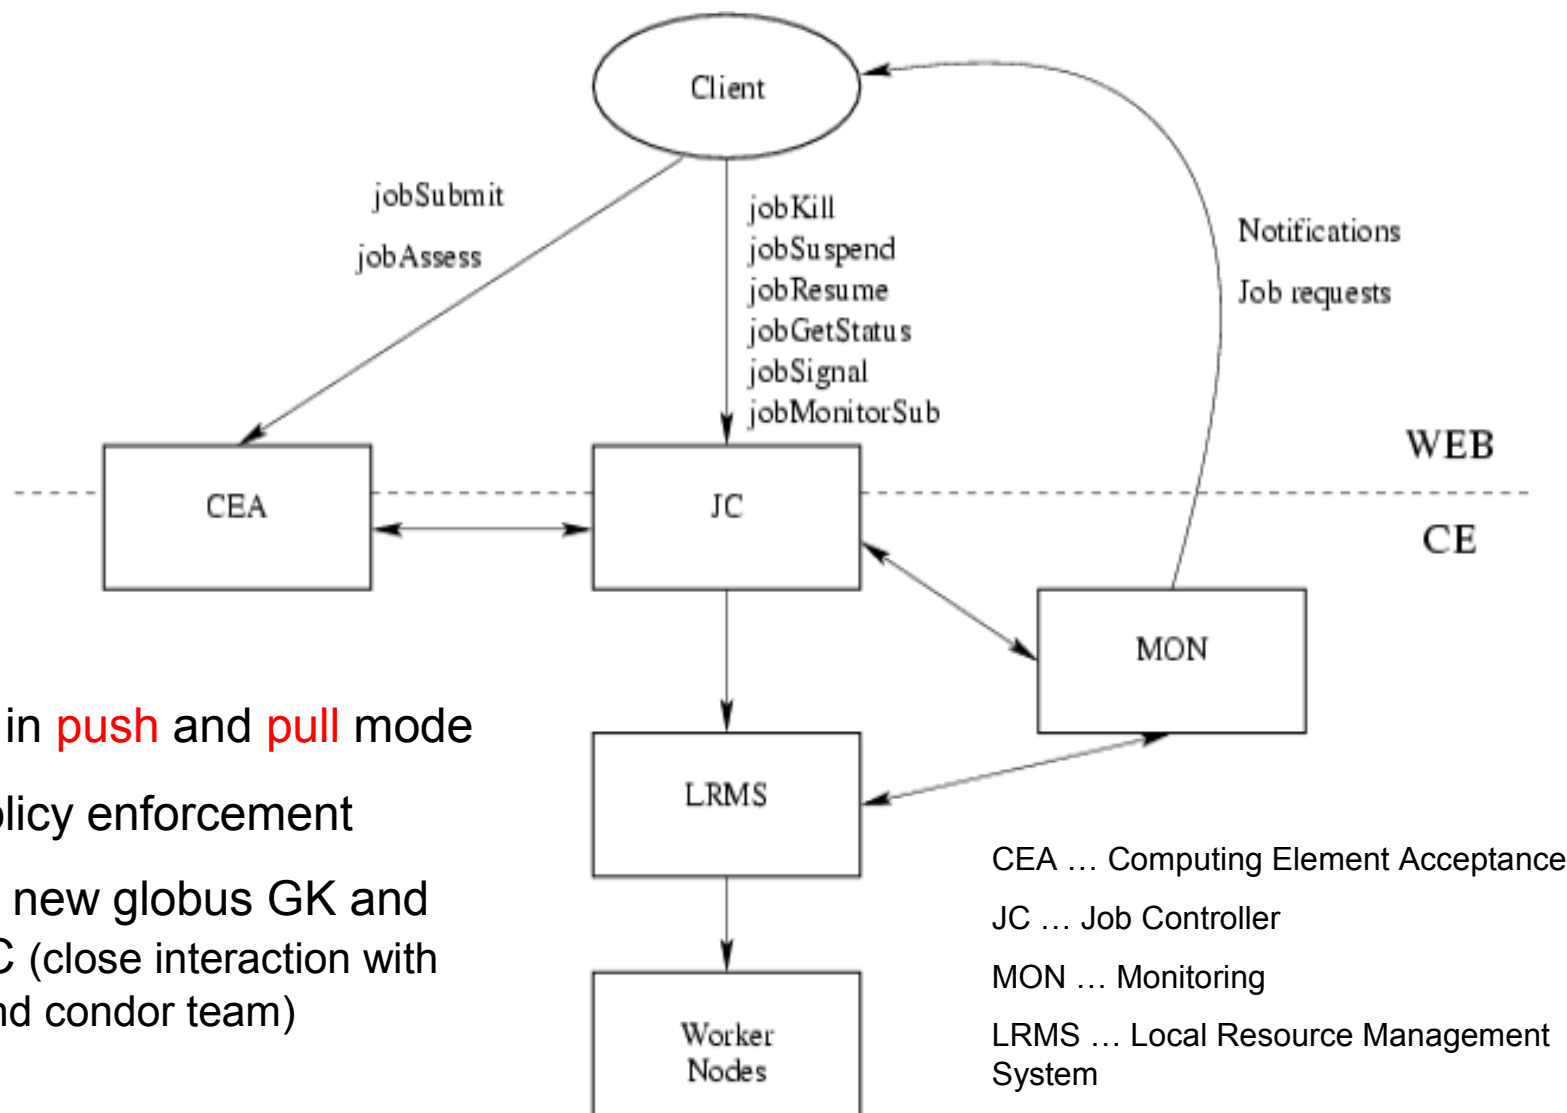 Client
jobSubmit
jobAssess
jobKill
jobSuspend
jobResume
jobGetStatus
jobSignal
jobMonitorSub
Notifications
Job requests
WEB
CE
CEA
JC
MON
LRMS
Worker
Nodes
in push and pull mode
enforcement
new globus GK and
(close interaction with
condor team)
CEA … Computing Element Acceptance
JC … Job Controller
MON … Monitoring
LRMS … Local Resource Management
System